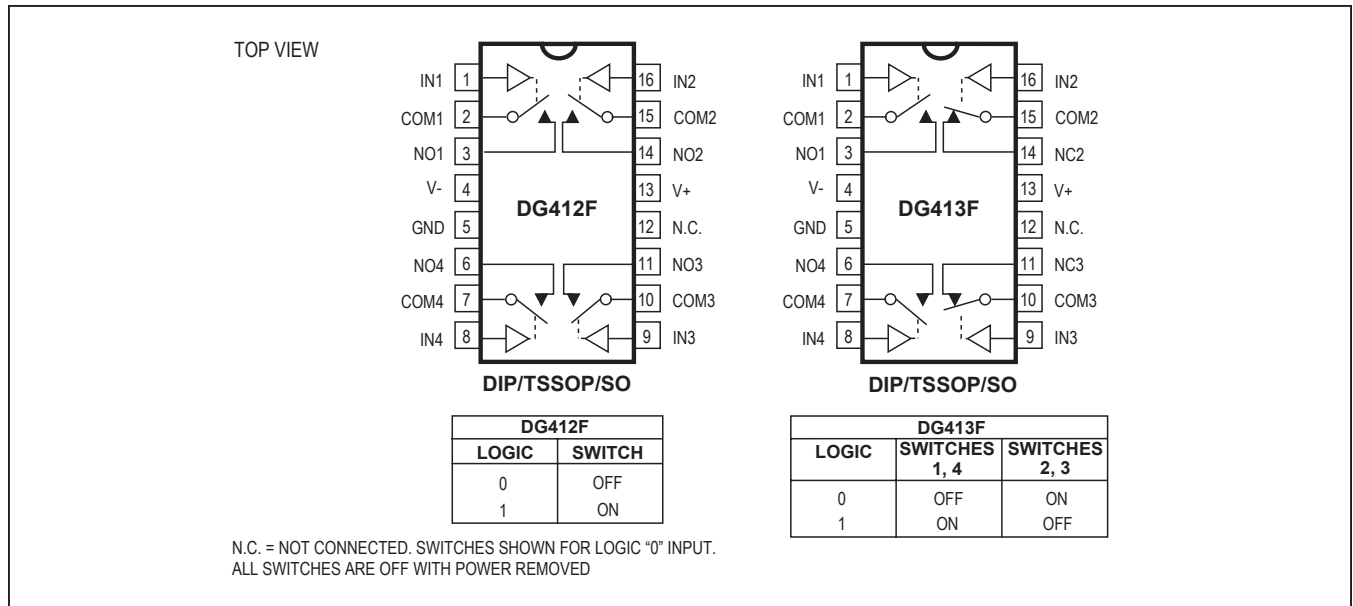 TOP VIEW
IN1 1 16 IN2
COM1 2 15 COM2
NO1 3 14 NO2
V- 4 13 V+
DG412F
GND 5 12 N.C.
NO4 6 11 NO3
COM4 7 10 COM3
IN4 8 9 IN3
DIP/TSSOP/SO
IN1 1 16 IN2
COM1 2 15 COM2
NO1 3 14 NC2
V- 4 13 V+
DG413F
GND 5 12 N.C.
NO4 6 11 NC3
COM4 7 10 COM3
IN4 8 9 IN3
DIP/TSSOP/SO
DG412F
LOGIC SWITCH
0 OFF
1 ON
DG413F
LOGIC SWITCHES 1, 4 SWITCHES 2, 3
0 OFF ON
1 ON OFF
N.C. = NOT CONNECTED. SWITCHES SHOWN FOR LOGIC “0” INPUT.
ALL SWITCHES ARE OFF WITH POWER REMOVED